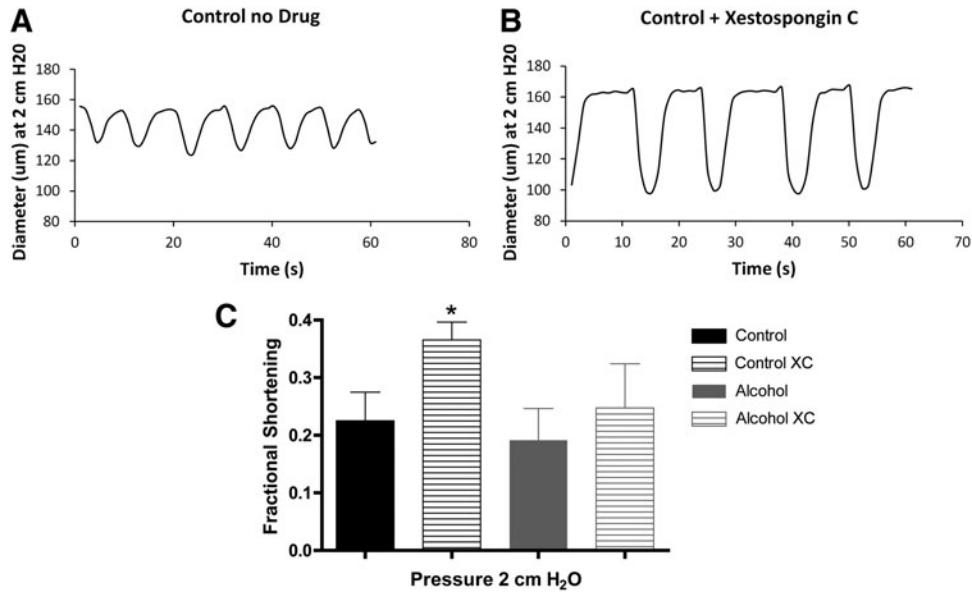 A
Control no Drug
Diameter (um) at 2 cm H20
180
160
140
120
100
80
0
20
40
60
80
Time (s)
B
Control + Xestospongin C
Diameter (um) at 2 cm H20
180
160
140
120
100
80
0
10
20
30
40
50
60
70
Time (s)
C
Fractional Shortening
0.4
0.3
0.2
0.1
0.0
*
Pressure 2 cm H₂O
Control
Control XC
Alcohol
Alcohol XC